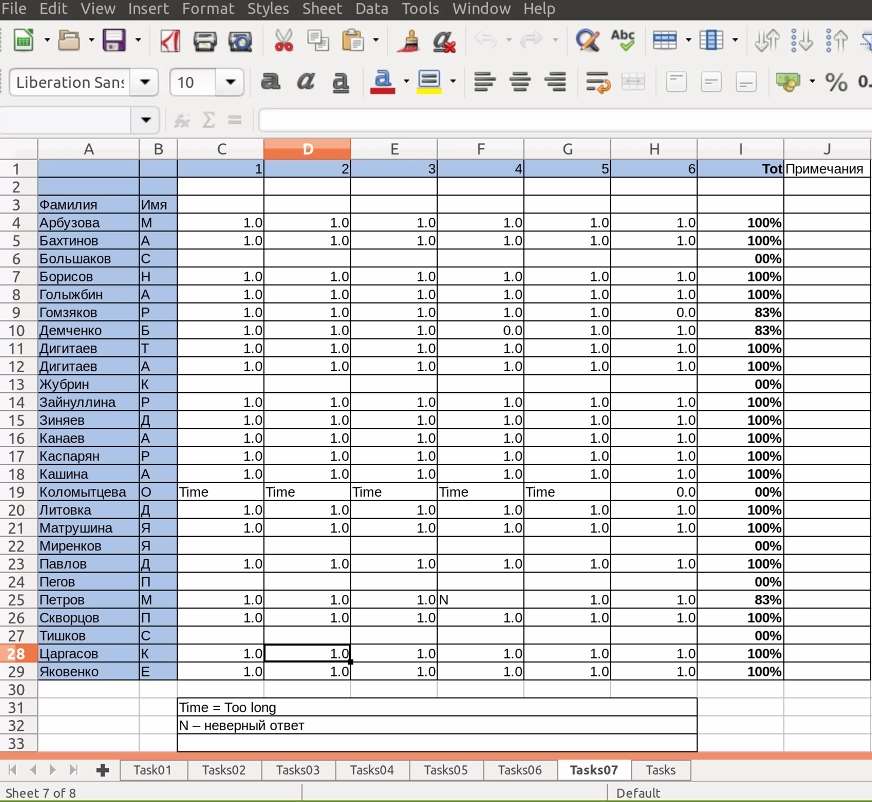 File Edit View Insert Format Styles Sheet Data Tools Window Help
Abc
Liberation Sans 10 a a a a % 0.
A B C D E F G H I J
1 1 2 3 4 5 6 Tot Примечания
2
3 Фамилия Имя
4 Арбузова М 1.0 1.0 1.0 1.0 1.0 1.0 100%
5 Бахтинов А 1.0 1.0 1.0 1.0 1.0 1.0 100%
6 Большаков С 00%
7 Борисов Н 1.0 1.0 1.0 1.0 1.0 1.0 100%
8 Голыжбин А 1.0 1.0 1.0 1.0 1.0 1.0 100%
9 Гомзяков Р 1.0 1.0 1.0 1.0 1.0 0.0 83%
10 Демченко Б 1.0 1.0 1.0 0.0 1.0 1.0 83%
11 Дигитаев Т 1.0 1.0 1.0 1.0 1.0 1.0 100%
12 Дигитаев А 1.0 1.0 1.0 1.0 1.0 1.0 100%
13 Жубрин К 00%
14 Зайнуллина Р 1.0 1.0 1.0 1.0 1.0 1.0 100%
15 Зиняев Д 1.0 1.0 1.0 1.0 1.0 1.0 100%
16 Канаев А 1.0 1.0 1.0 1.0 1.0 1.0 100%
17 Каспарян Р 1.0 1.0 1.0 1.0 1.0 1.0 100%
18 Кашина А 1.0 1.0 1.0 1.0 1.0 1.0 100%
19 Коломытцева О Time Time Time Time Time 0.0 00%
20 Литовка Д 1.0 1.0 1.0 1.0 1.0 1.0 100%
21 Матрушина Я 1.0 1.0 1.0 1.0 1.0 1.0 100%
22 Миренков Я 00%
23 Павлов Д 1.0 1.0 1.0 1.0 1.0 1.0 100%
24 Пегов П 00%
25 Петров М 1.0 1.0 1.0 N 1.0 1.0 83%
26 Скворцов П 1.0 1.0 1.0 1.0 1.0 1.0 100%
27 Тишков С 00%
28 Царгасов К 1.0 1.0 1.0 1.0 1.0 1.0 100%
29 Яковенко Е 1.0 1.0 1.0 1.0 1.0 1.0 100%
30
31 Time = Too long
32 N – неверный ответ
33
Task01 Tasks02 Tasks03 Tasks04 Tasks05 Tasks06 Tasks07 Tasks
Sheet 7 of 8 Default